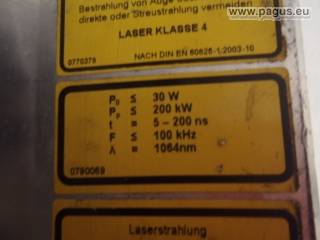 www.pagus.eu
Bestrahlung von Auge oder
direkte oder Streustrahlung vermeiden
LASER KLASSE 4
NACH DIN EN 60825-1:2003-10
0770378
P₀ ≤ 30 W
Pₚ ≤ 200 kW
t = 5 – 200 ns
F ≤ 100 kHz
λ = 1064nm
0790069
Laserstrahlung